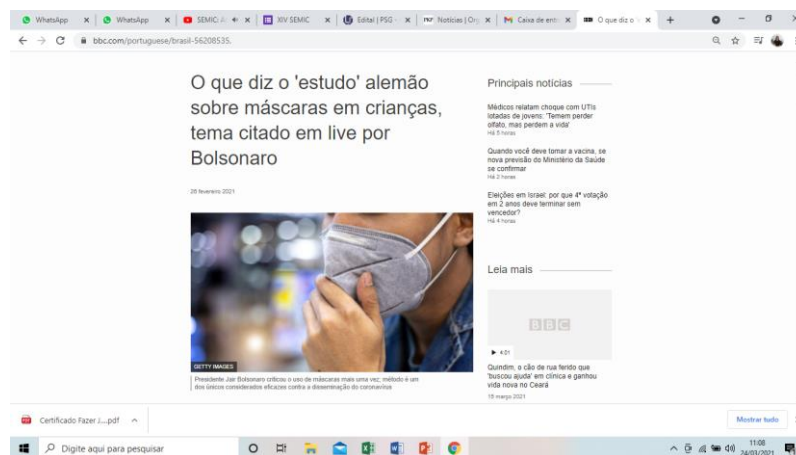 WhatsApp
WhatsApp
XIV SEMIC
Edital | PSG -
Notícias | Org
Caixa de entr
O que diz o '
bbc.com/portuguese/brasil-56208535.
O que diz o 'estudo' alemão
sobre máscaras em crianças,
tema citado em live por
Bolsonaro
26 fevereiro 2021
GETTY IMAGES
Presidente Jair Bolsonaro criticou o uso de máscaras mais uma vez; método é um
dos únicos considerados eficazes contra a disseminação do coronavírus
Principais notícias
Médicos relatam choque com UTIs
lotadas de jovens: 'Temem perder
olfato, mas perdem a vida'
Há 5 horas
Quando você deve tomar a vacina, se
nova previsão do Ministério da Saúde
se confirmar
Há 2 horas
Eleições em Israel: por que 4ª votação
em 2 anos deve terminar sem
vencedor?
Há 4 horas
Leia mais
BBC
4:01
Qundim, o cão de rua ferido que
'buscou ajuda' em clínica e ganhou
vida nova no Ceará
15 março 2021
Certificado Fazer J....pdf
Mostrar tudo
Digite aqui para pesquisar
11:08
24/03/2021